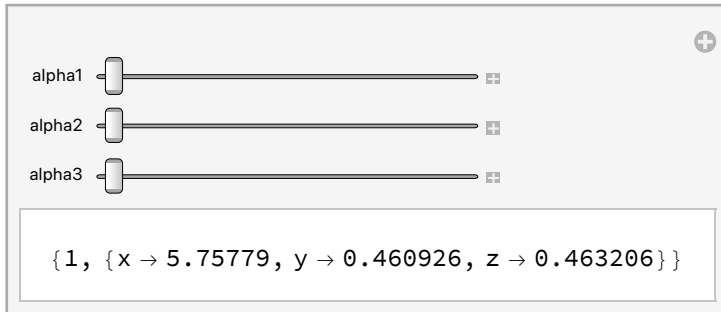 alpha1
alpha2
alpha3
{1, {x → 5.75779, y → 0.460926, z → 0.463206}}